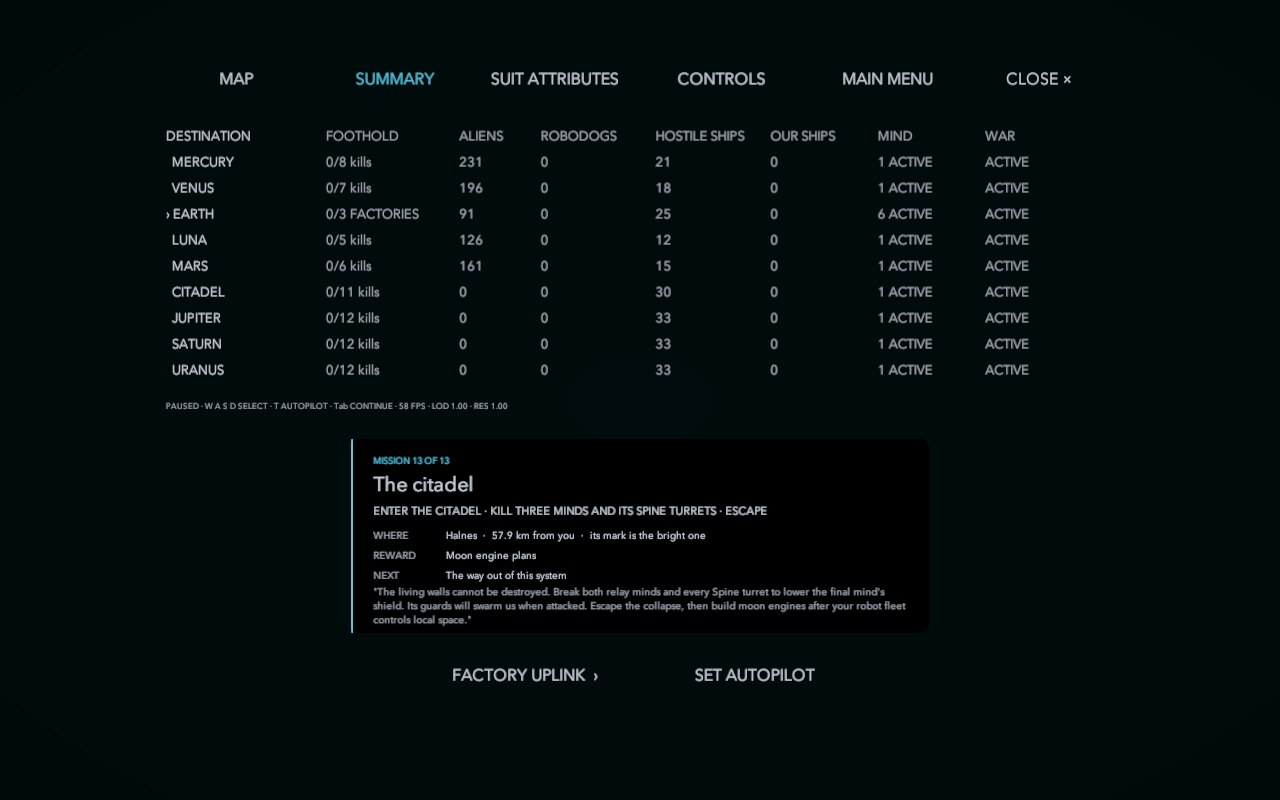 MAP SUMMARY SUIT ATTRIBUTES CONTROLS MAIN MENU CLOSE ×
DESTINATION FOOTHOLD ALIENS ROBODOGS HOSTILE SHIPS OUR SHIPS MIND WAR
MERCURY 0/8 kills 231 0 21 0 1 ACTIVE ACTIVE
VENUS 0/7 kills 196 0 18 0 1 ACTIVE ACTIVE
› EARTH 0/3 FACTORIES 91 0 25 0 6 ACTIVE ACTIVE
LUNA 0/5 kills 126 0 12 0 1 ACTIVE ACTIVE
MARS 0/6 kills 161 0 15 0 1 ACTIVE ACTIVE
CITADEL 0/11 kills 0 0 30 0 1 ACTIVE ACTIVE
JUPITER 0/12 kills 0 0 33 0 1 ACTIVE ACTIVE
SATURN 0/12 kills 0 0 33 0 1 ACTIVE ACTIVE
URANUS 0/12 kills 0 0 33 0 1 ACTIVE ACTIVE
PAUSED · W A S D SELECT · T AUTOPILOT · Tab CONTINUE · 58 FPS · LOD 1.00 · RES 1.00
MISSION 13 OF 13
The citadel
ENTER THE CITADEL · KILL THREE MINDS AND ITS SPINE TURRETS · ESCAPE
WHERE Halnes · 57.9 km from you · its mark is the bright one
REWARD Moon engine plans
NEXT The way out of this system
"The living walls cannot be destroyed. Break both relay minds and every Spine turret to lower the final mind's
shield. Its guards will swarm us when attacked. Escape the collapse, then build moon engines after your robot fleet
controls local space."
FACTORY UPLINK › SET AUTOPILOT